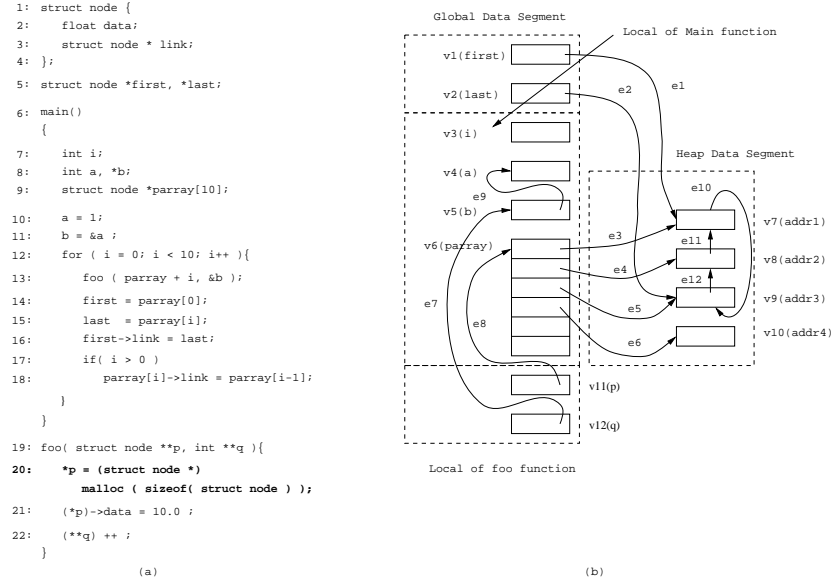 1: struct node {
2: float data;
3: struct node * link;
4: };
5: struct node *first, *last;
6: main()
{
7: int i;
8: int a, *b;
9: struct node *parray[10];
10: a = 1;
11: b = &a ;
12: for ( i = 0; i < 10; i++ ){
13: foo ( parray + i, &b );
14: first = parray[0];
15: last = parray[i];
16: first->link = last;
17: if( i > 0 )
18: parray[i]->link = parray[i-1];
}
}
19: foo( struct node **p, int **q ){
20: *p = (struct node *)
malloc ( sizeof( struct node ) );
21: (*p)->data = 10.0 ;
22: (**q) ++ ;
}
(a)
Global Data Segment
Local of Main function
v1(first)
v2(last)
e2
e1
v3(i)
v4(a)
Heap Data Segment
e9
e10
v5(b)
v7(addr1)
e3
e11
v6(parray)
v8(addr2)
e4
e12
e7
v9(addr3)
e5
e8
v10(addr4)
e6
v11(p)
v12(q)
Local of foo function
(b)